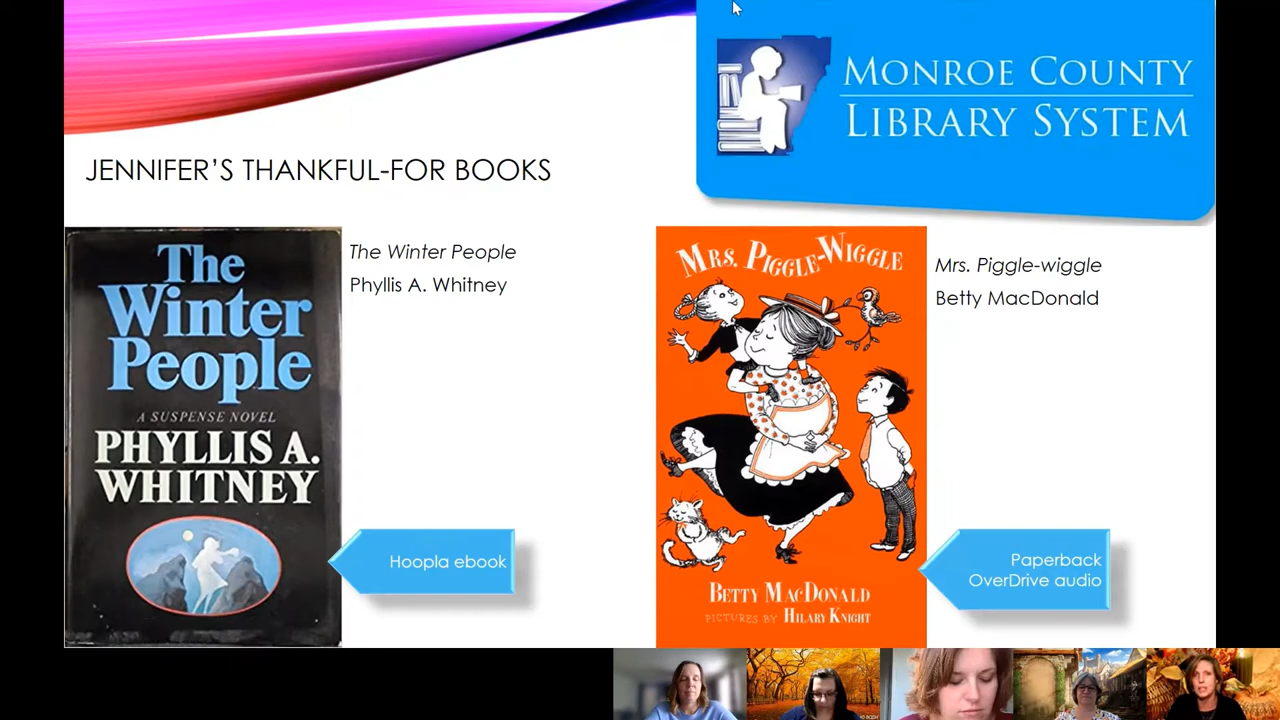 MONROE COUNTY
LIBRARY SYSTEM
JENNIFER'S THANKFUL-FOR BOOKS
The
Winter
People
A SUSPENSE NOVEL
PHYLLIS A.
WHITNEY
The Winter People
Phyllis A. Whitney
Hoopla ebook
MRS. PIGGLE-WIGGLE
BETTY MACDONALD
PICTURES BY HILARY KNIGHT
Mrs. Piggle-wiggle
Betty MacDonald
Paperback
OverDrive audio